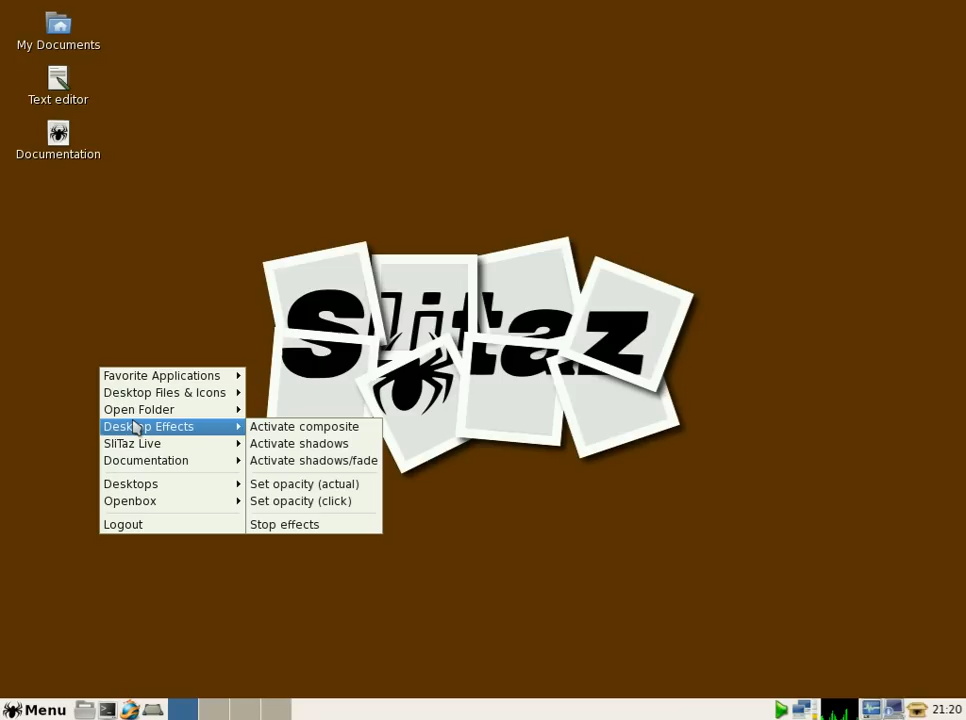 My Documents
Text editor
Documentation
Slitaz
Favorite Applications
Desktop Files & Icons
Open Folder
Desktop Effects
SliTaz Live
Documentation
Desktops
Openbox
Logout
Activate composite
Activate shadows
Activate shadows/fade
Set opacity (actual)
Set opacity (click)
Stop effects
Menu
21:20